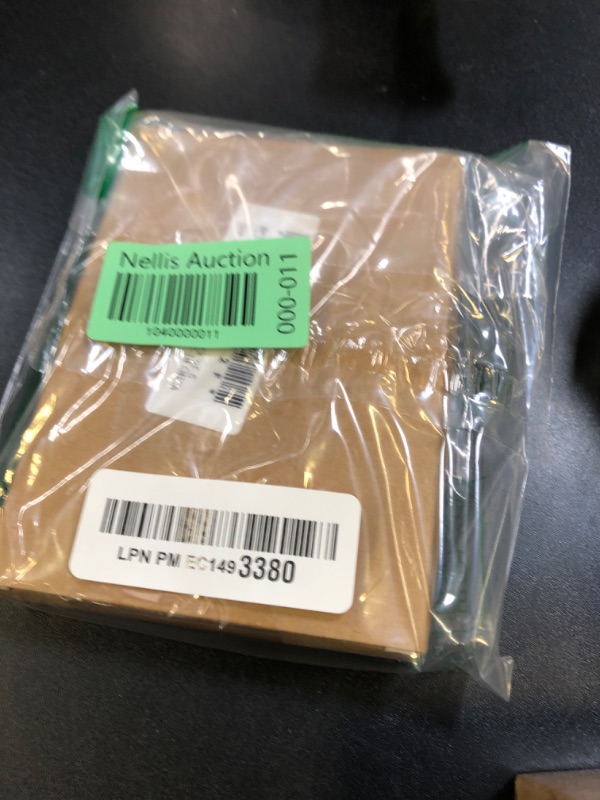 Nellis Auction
1040000011
000-011
LPN PM EC149 3380